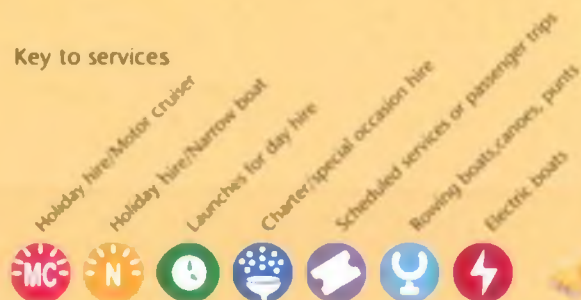 Key to services
Holiday hire/Motor cruiser
Holiday hire/Narrow boat
Launches for day hire
Charter/special occasion hire
Scheduled services or passenger trips
Rowing boats,canoes, punts
Electric boats
MC
N